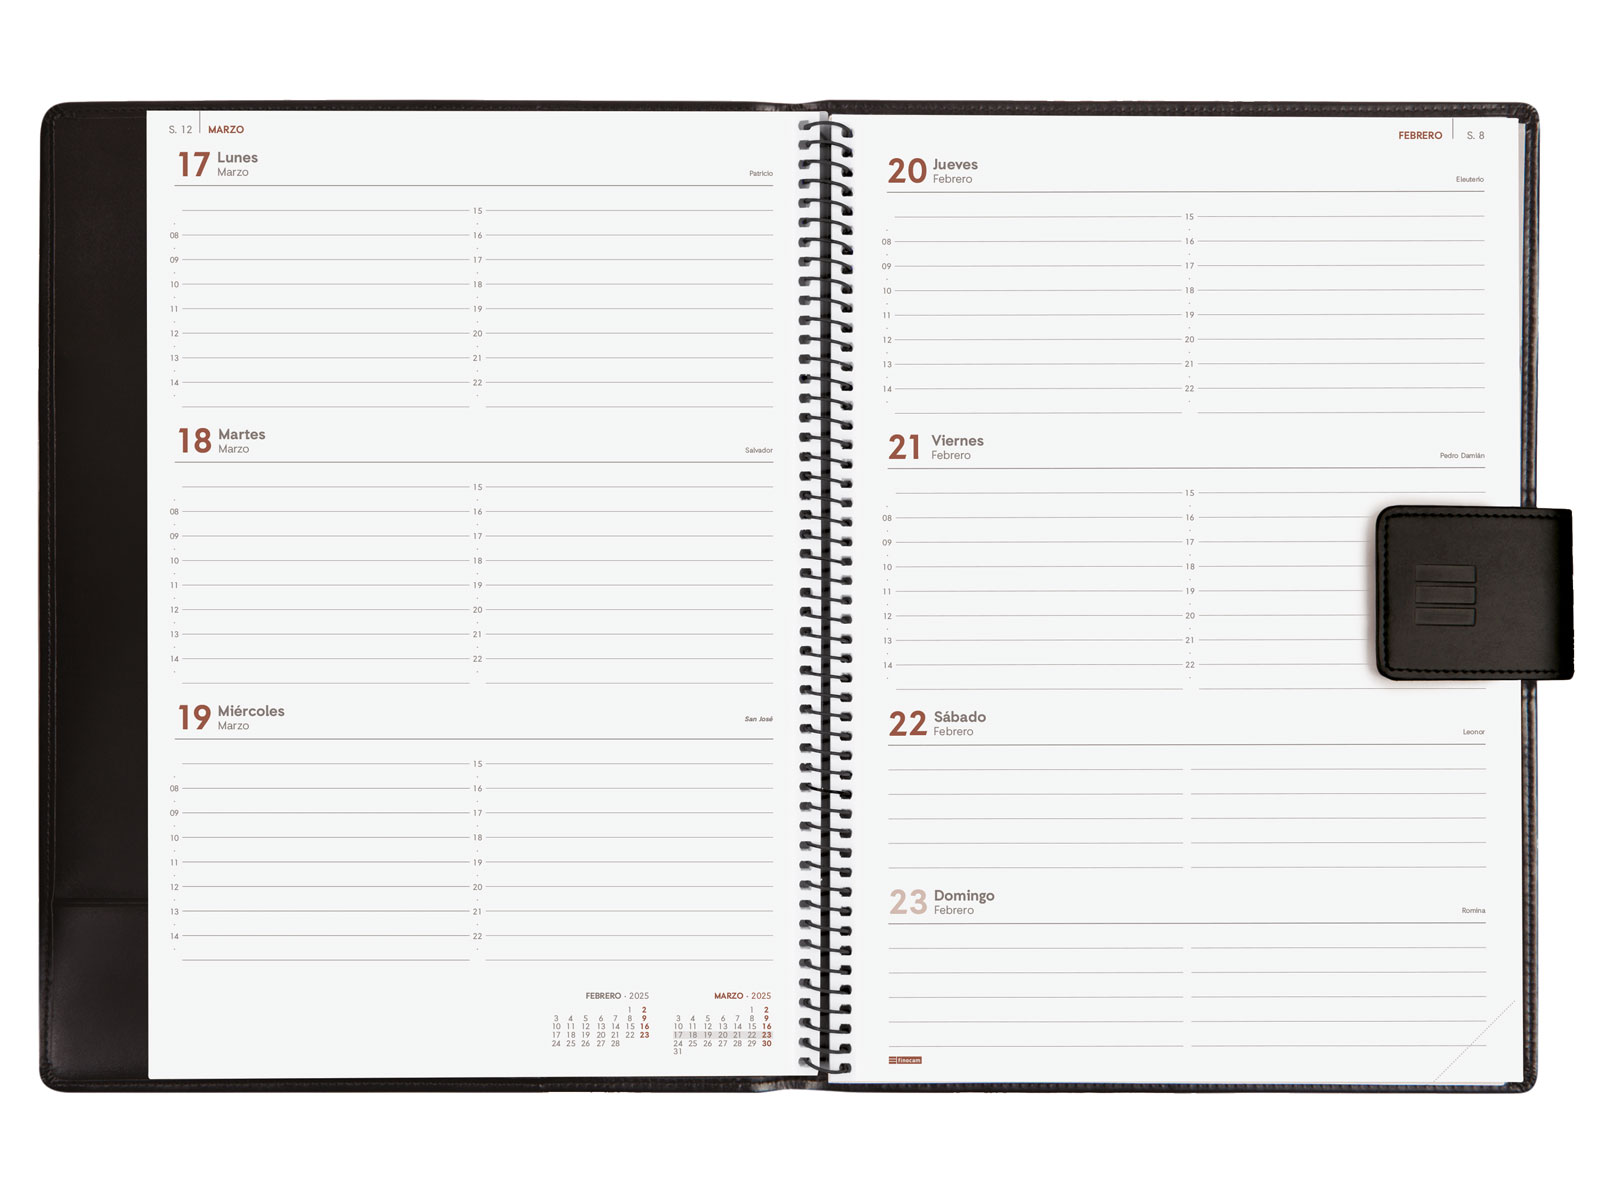 S. 12 MARZO
17 Lunes
Marzo
Patricio
15
08 16
09 17
10 18
11 19
12 20
13 21
14 22
18 Martes
Marzo
Salvador
15
08 16
09 17
10 18
11 19
12 20
13 21
14 22
19 Miércoles
Marzo
San José
15
08 16
09 17
10 18
11 19
12 20
13 21
14 22
FEBRERO · 2025
1 2
3 4 5 6 7 8 9
10 11 12 13 14 15 16
17 18 19 20 21 22 23
24 25 26 27 28
MARZO · 2025
1 2
3 4 5 6 7 8 9
10 11 12 13 14 15 16
17 18 19 20 21 22 23
24 25 26 27 28 29 30
31
FEBRERO S. 8
20 Jueves
Febrero
Eleuterio
15
08 16
09 17
10 18
11 19
12 20
13 21
14 22
21 Viernes
Febrero
Pedro Damián
15
08 16
09 17
10 18
11 19
12 20
13 21
14 22
22 Sábado
Febrero
Leonor
23 Domingo
Febrero
Romina
finocam